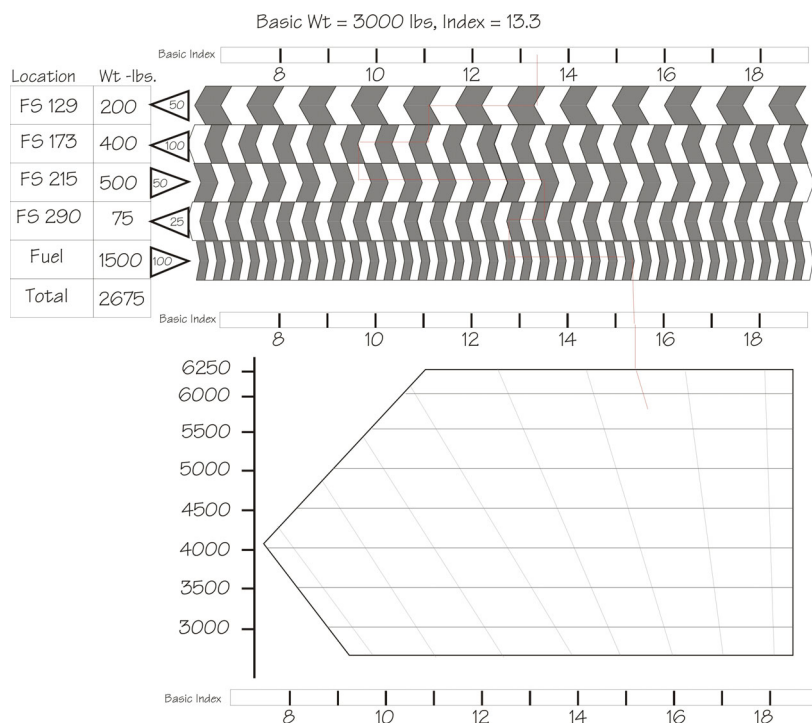 Basic Wt = 3000 lbs, Index = 13.3
Basic Index
8 10 12 14 16 18
Location Wt -lbs.
FS 129 200 50
FS 173 400 100
FS 215 500 50
FS 290 75 25
Fuel 1500 100
Total 2675
Basic Index
8 10 12 14 16 18
6250
6000
5500
5000
4500
4000
3500
3000
Basic Index
8 10 12 14 16 18